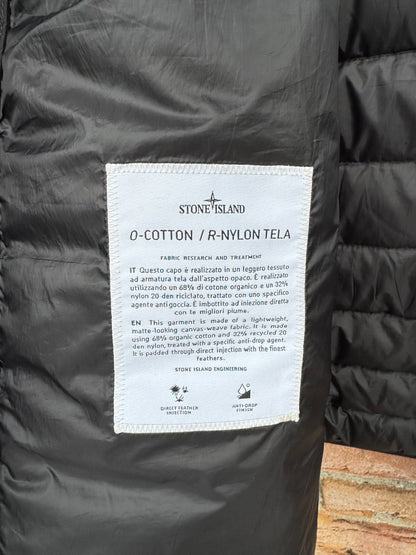 STONE ISLAND
O-COTTON / R-NYLON TELA
FABRIC RESEARCH AND TREATMENT
IT Questo capo è realizzato in un leggero tessuto
ad armatura tela dall'aspetto opaco. È realizzato
utilizzando un 68% di cotone organico e un 32%
nylon 20 den riciclato, trattato con uno specifico
agente antigoccia. È imbottito ad iniezione diretta
con le migliori piume.
EN This garment is made of a lightweight,
matte-looking canvas-weave fabric. It is made
using 68% organic cotton and 32% recycled 20
den nylon, treated with a specific anti-drop agent.
It is padded through direct injection with the finest
feathers.
STONE ISLAND ENGINEERING
DIRECT FEATHER
INJECTION
ANTI-DROP
FINISH